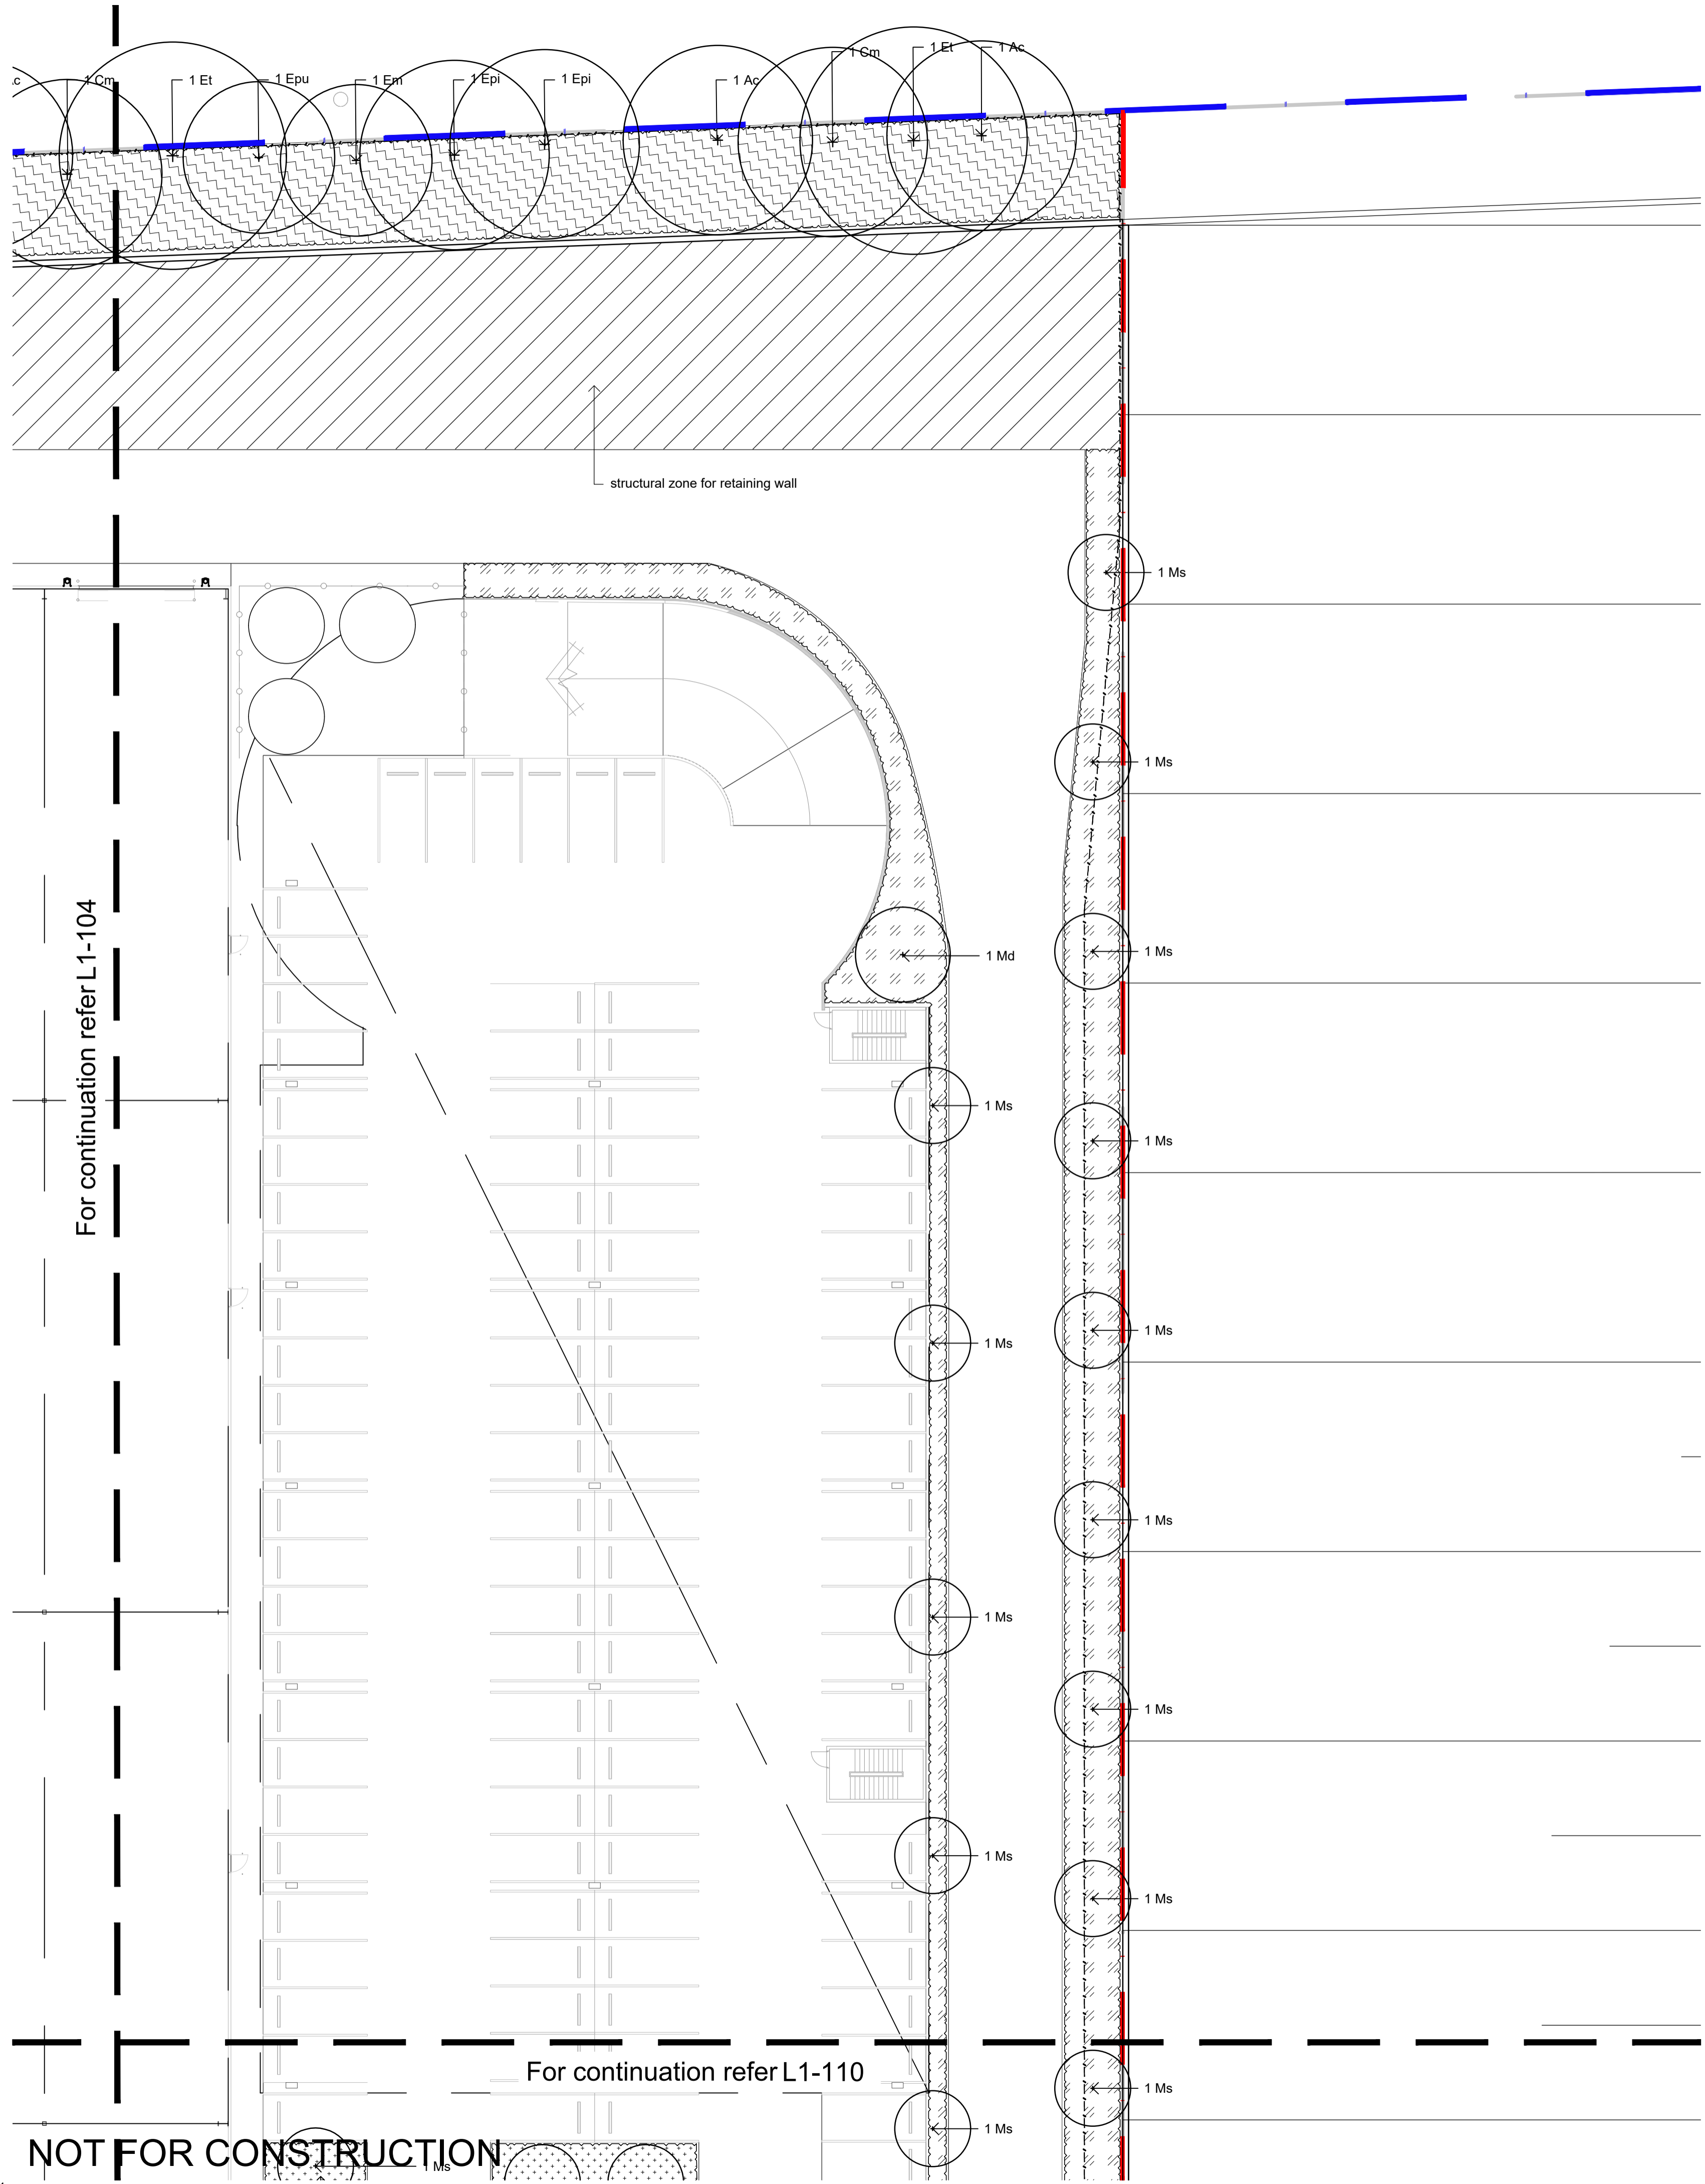 1 Cm
1 Et
1 Epu
1 Em
1 Epi
1 Epi
1 Ac
1 Cm
1 Et
1 Ac
structural zone for retaining wall
1 Ms
1 Ms
For continuation refer L1-104
1 Md
1 Ms
1 Ms
1 Ms
1 Ms
1 Ms
1 Ms
1 Ms
1 Ms
1 Ms
1 Ms
1 Ms
For continuation refer L1-110
1 Ms
1 Ms
NOT FOR CONSTRUCTION
1 Ms